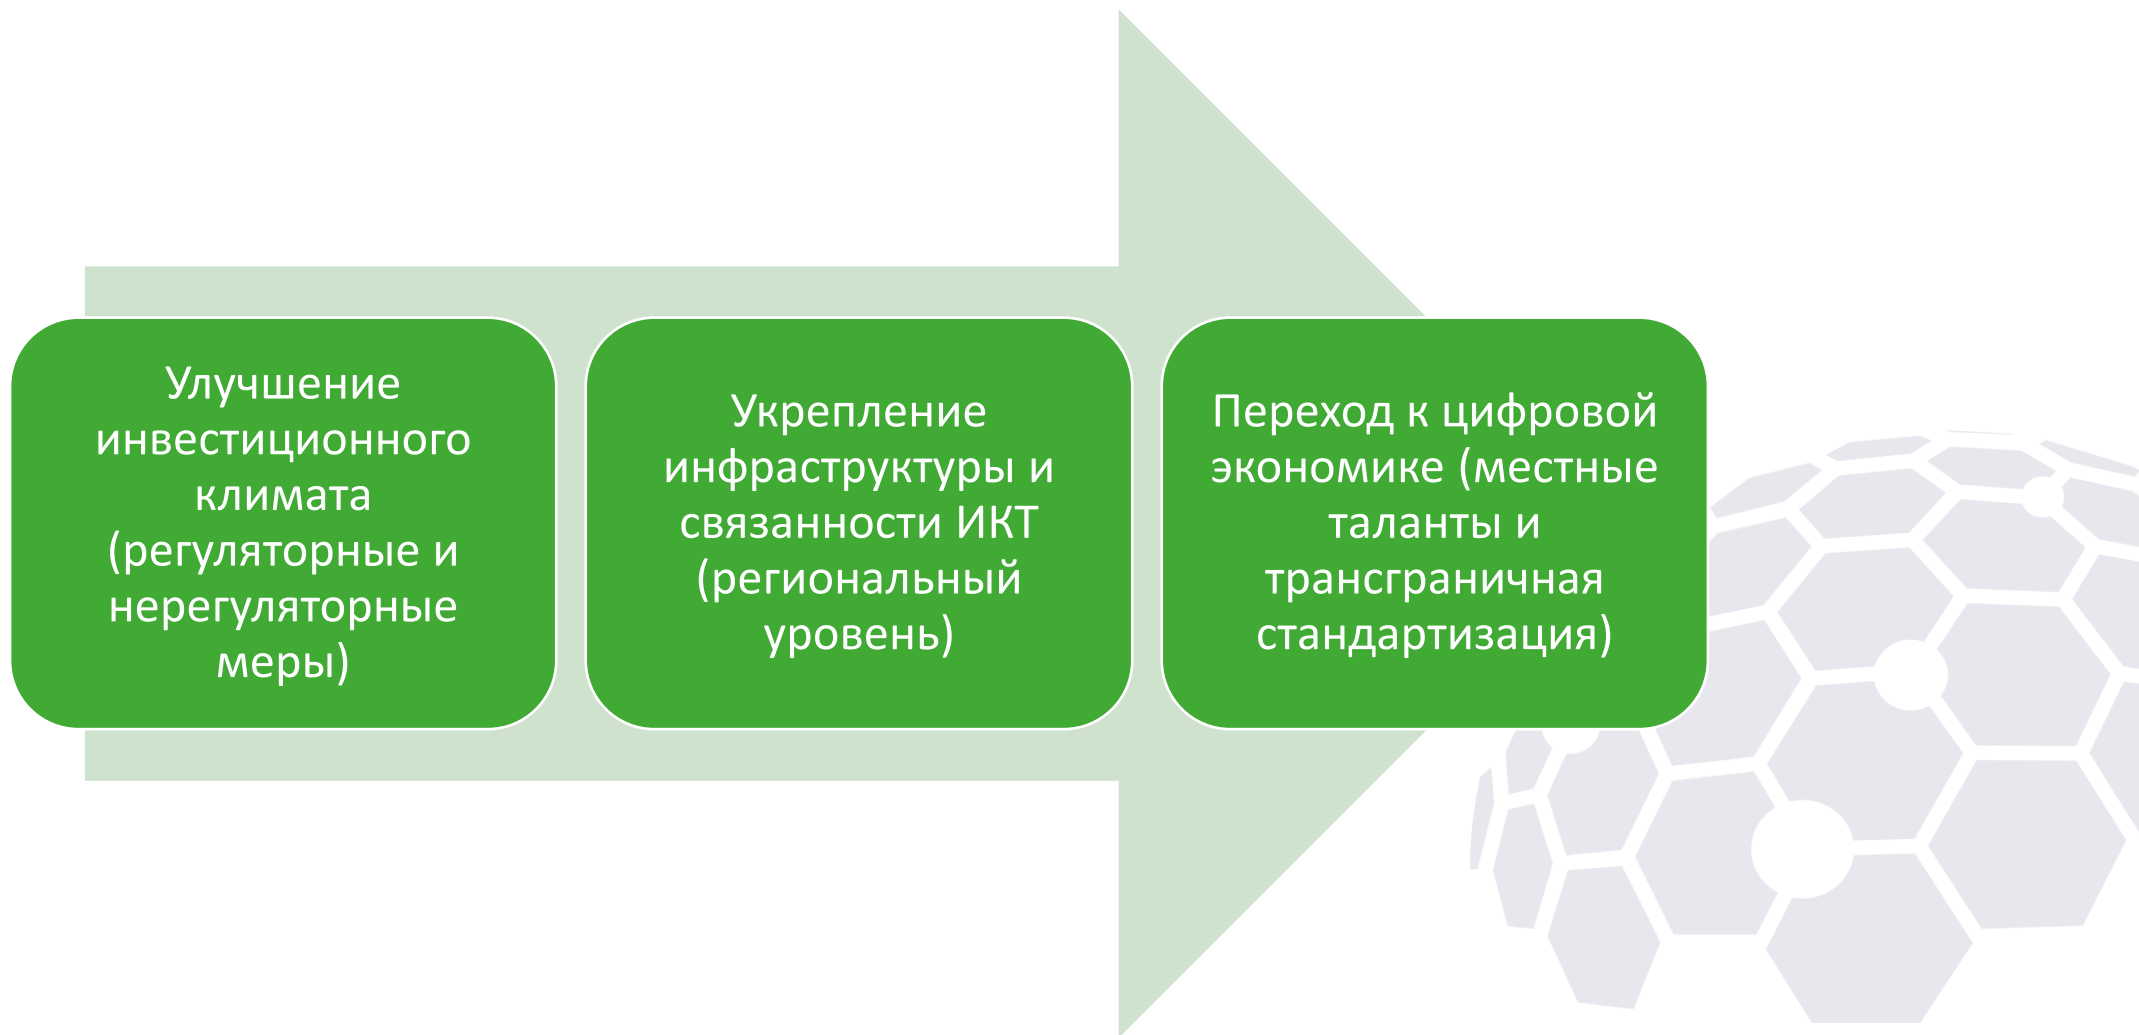 Улучшение
инвестиционного
климата
(регуляторные и
нерегуляторные
меры)
Укрепление
инфраструктуры и
связанности ИКТ
(региональный
уровень)
Переход к цифровой
экономике (местные
таланты и
трансграничная
стандартизация)